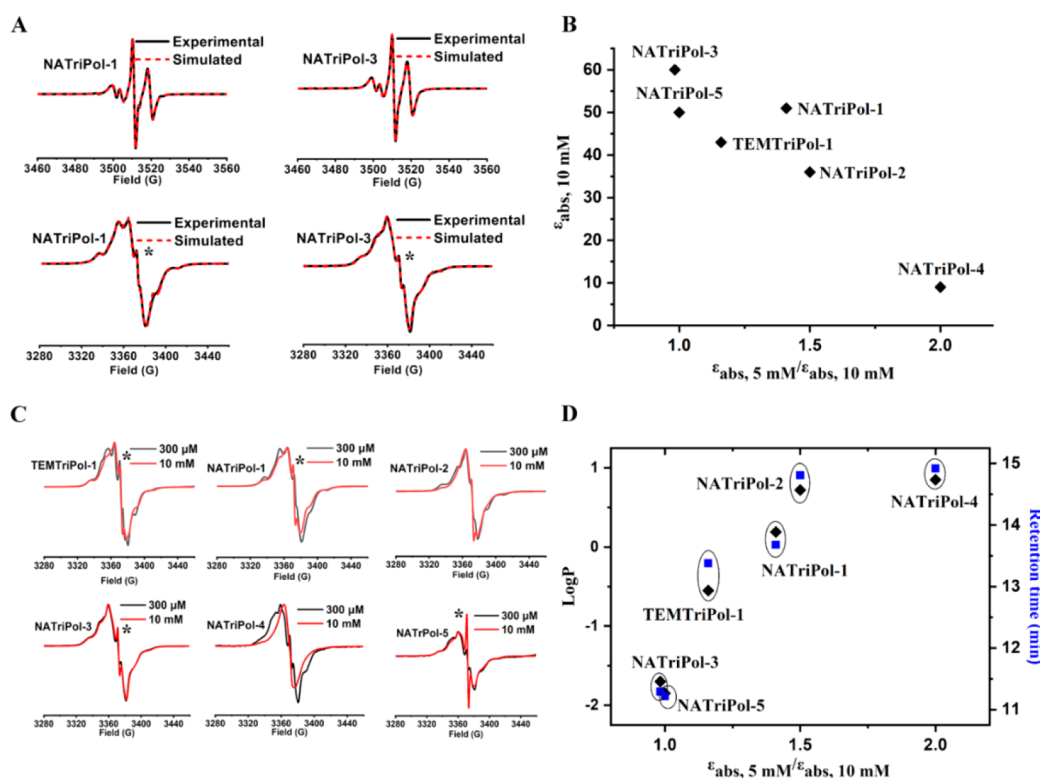 A
NATriPol-1
Experimental
Simulated
3460 3480 3500 3520 3540 3560
Field (G)
NATriPol-3
Experimental
Simulated
3460 3480 3500 3520 3540 3560
Field (G)
NATriPol-1
Experimental
Simulated
*
3280 3320 3360 3400 3440
Field (G)
NATriPol-3
Experimental
Simulated
*
3280 3320 3360 3400 3440
Field (G)
B
εabs, 10 mM
60
50
40
30
20
10
0
NATriPol-3
NATriPol-5
NATriPol-1
TEMTriPol-1
NATriPol-2
NATriPol-4
1.0 1.5 2.0
εabs, 5 mM/εabs, 10 mM
C
TEMTriPol-1
300 μM
10 mM
*
3280 3320 3360 3400 3440
Field (G)
NATriPol-1
300 μM
10 mM
*
3280 3320 3360 3400 3440
Field (G)
NATriPol-2
300 μM
10 mM
3280 3320 3360 3400 3440
Field (G)
NATriPol-3
300 μM
10 mM
*
3280 3320 3360 3400 3440
Field (G)
NATriPol-4
300 μM
10 mM
3280 3320 3360 3400 3440
Field (G)
NATriPol-5
300 μM
10 mM
*
3280 3320 3360 3400 3440
Field (G)
D
LogP
1
0
-1
-2
NATriPol-2
NATriPol-4
NATriPol-1
TEMTriPol-1
NATriPol-3
NATriPol-5
15
14
13
12
11
Retention time (min)
1.0 1.5 2.0
εabs, 5 mM/εabs, 10 mM